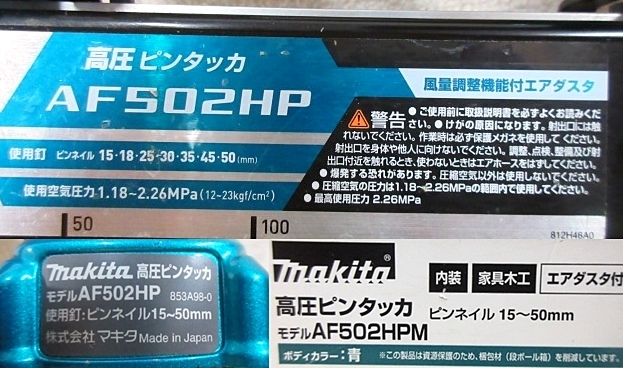 高圧 ピンタッカ
AF502HP
使用釘 ピンネイル 15・18・25・30・35・45・50 (mm)
使用空気圧力 1.18~2.26MPa (12~23kgf/cm²)
風量調整機能付エアダスタ
警告
●ご使用前に取扱説明書を必ずよくお読みくだ
さい。●けがの原因になります。射出口には触
れないでください。作業時は必ず保護メガネを使用してください。
射出口を身体や他人に向けないでください。調整、点検、整備及び射
出口付近を触れるとき、使わないときはエアホースをはずしてください。
●爆発する恐れがあります。圧縮空気以外は使用しないでください。
●圧縮空気の圧力は1.18~2.26MPaの範囲内で使用してください。
●最高使用圧力 2.26MPa
50
100
812H46A0
makita 高圧ピンタッカ
モデル AF502HP 853A98-0
使用釘:ピンネイル15~50mm
株式会社 マキタ Made in Japan
makita®
内装 家具木工 エアダスタ付
高圧ピンタッカ ピンネイル 15~50mm
モデル AF502HPM
ボディカラー:青 ※この製品は資源保護のため、梱包材(段ボール箱)を削減しています。